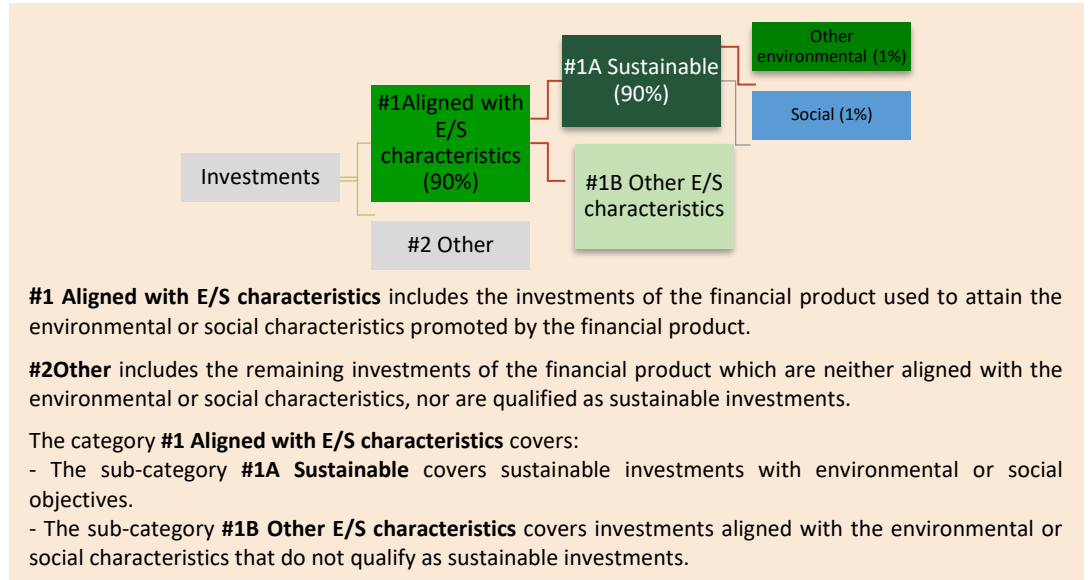 Other
environmental (1%)
#1A Sustainable
(90%)
#1Aligned with
E/S
characteristics
(90%)
Social (1%)
Investments
#1B Other E/S
characteristics
#2 Other
#1 Aligned with E/S characteristics includes the investments of the financial product used to attain the
environmental or social characteristics promoted by the financial product.
#2Other includes the remaining investments of the financial product which are neither aligned with the
environmental or social characteristics, nor are qualified as sustainable investments.
The category #1 Aligned with E/S characteristics covers:
- The sub-category #1A Sustainable covers sustainable investments with environmental or social
objectives.
- The sub-category #1B Other E/S characteristics covers investments aligned with the environmental or
social characteristics that do not qualify as sustainable investments.